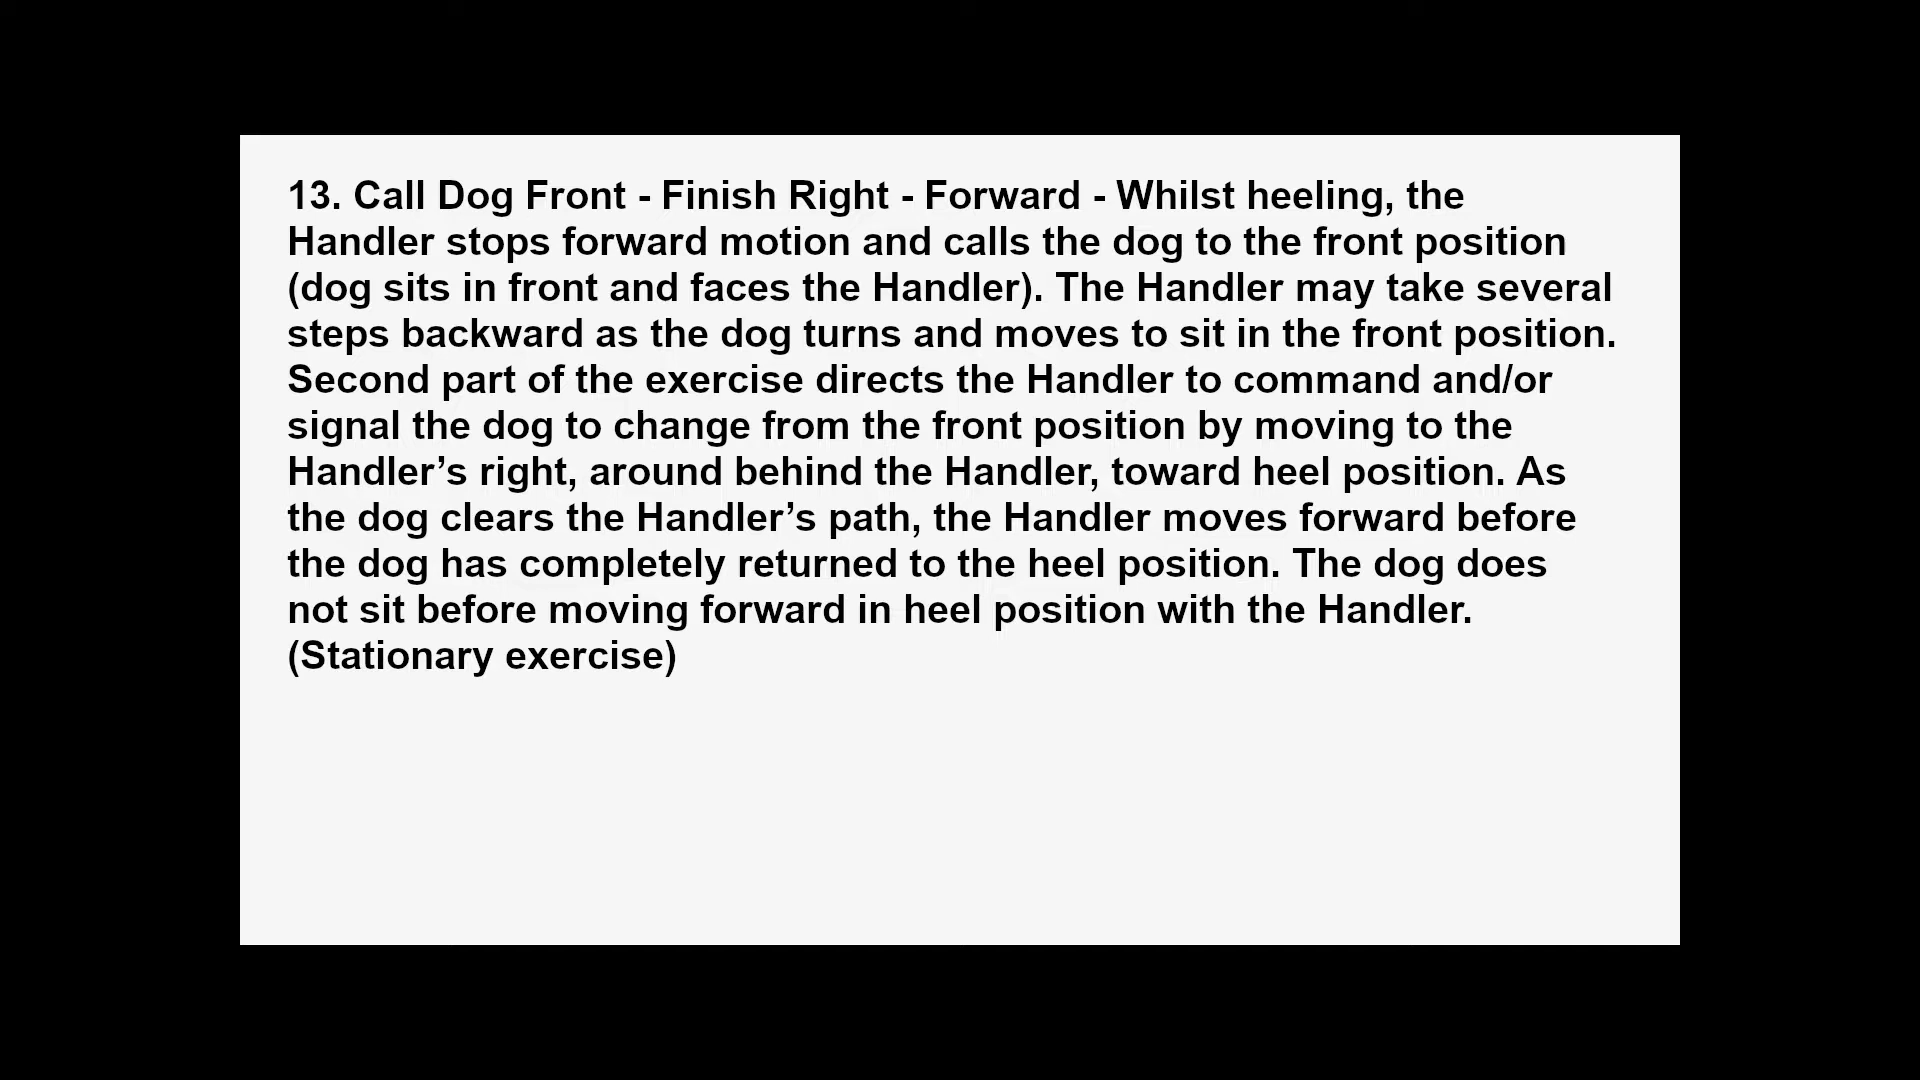 13. Call Dog Front - Finish Right - Forward - Whilst heeling, the
Handler stops forward motion and calls the dog to the front position
(dog sits in front and faces the Handler). The Handler may take several
steps backward as the dog turns and moves to sit in the front position.
Second part of the exercise directs the Handler to command and/or
signal the dog to change from the front position by moving to the
Handler’s right, around behind the Handler, toward heel position. As
the dog clears the Handler’s path, the Handler moves forward before
the dog has completely returned to the heel position. The dog does
not sit before moving forward in heel position with the Handler.
(Stationary exercise)